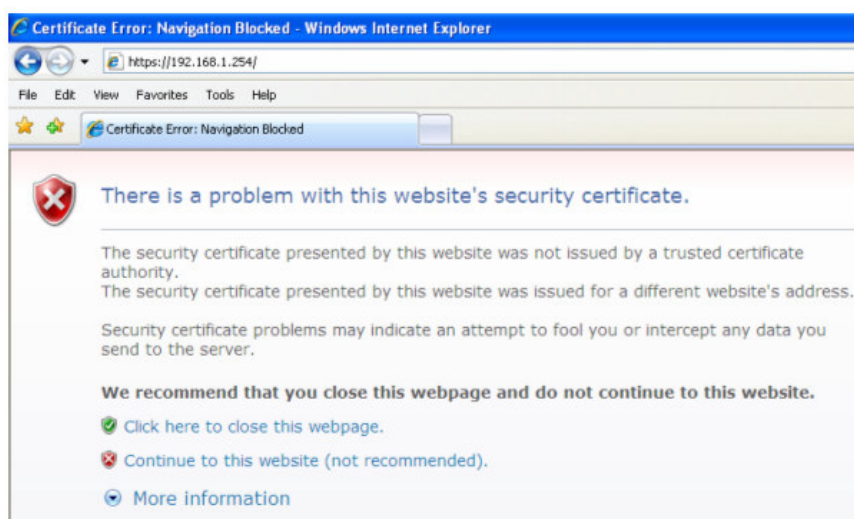 Certificate Error: Navigation Blocked - Windows Internet Explorer
https://192.168.1.254/
File Edit View Favorites Tools Help
Certificate Error: Navigation Blocked
There is a problem with this website's security certificate.
The security certificate presented by this website was not issued by a trusted certificate
authority.
The security certificate presented by this website was issued for a different website's address.
Security certificate problems may indicate an attempt to fool you or intercept any data you
send to the server.
We recommend that you close this webpage and do not continue to this website.
Click here to close this webpage.
Continue to this website (not recommended).
More information